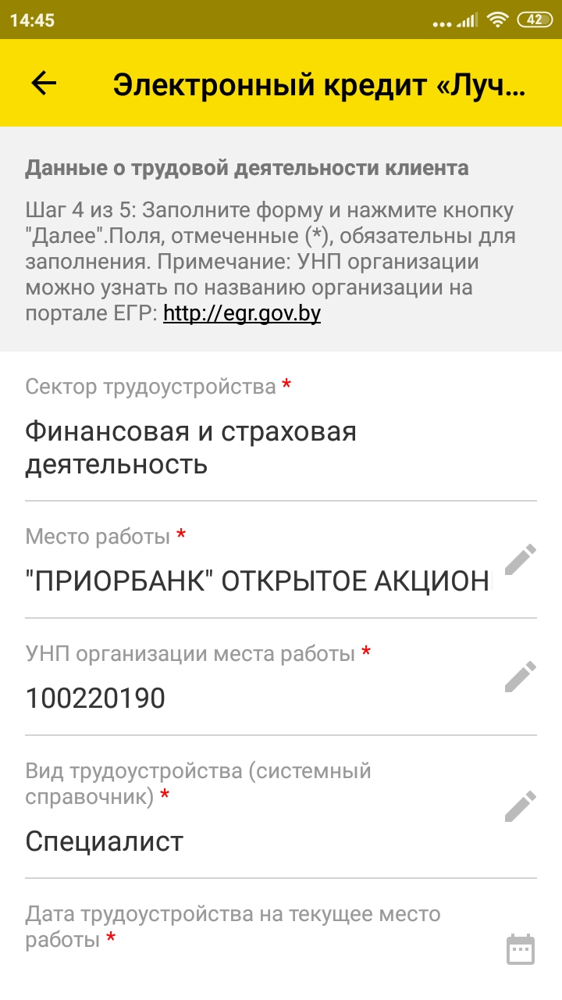 14:45
42
Электронный кредит «Луч...
Данные о трудовой деятельности клиента
Шаг 4 из 5: Заполните форму и нажмите кнопку
"Далее".Поля, отмеченные (*), обязательны для
заполнения. Примечание: УНП организации
можно узнать по названию организации на
портале ЕГР: http://egr.gov.by
Сектор трудоустройства *
Финансовая и страховая
деятельность
Место работы *
"ПРИОРБАНК" ОТКРЫТОЕ АКЦИОН
УНП организации места работы *
100220190
Вид трудоустройства (системный
справочник) *
Специалист
Дата трудоустройства на текущее место
работы *